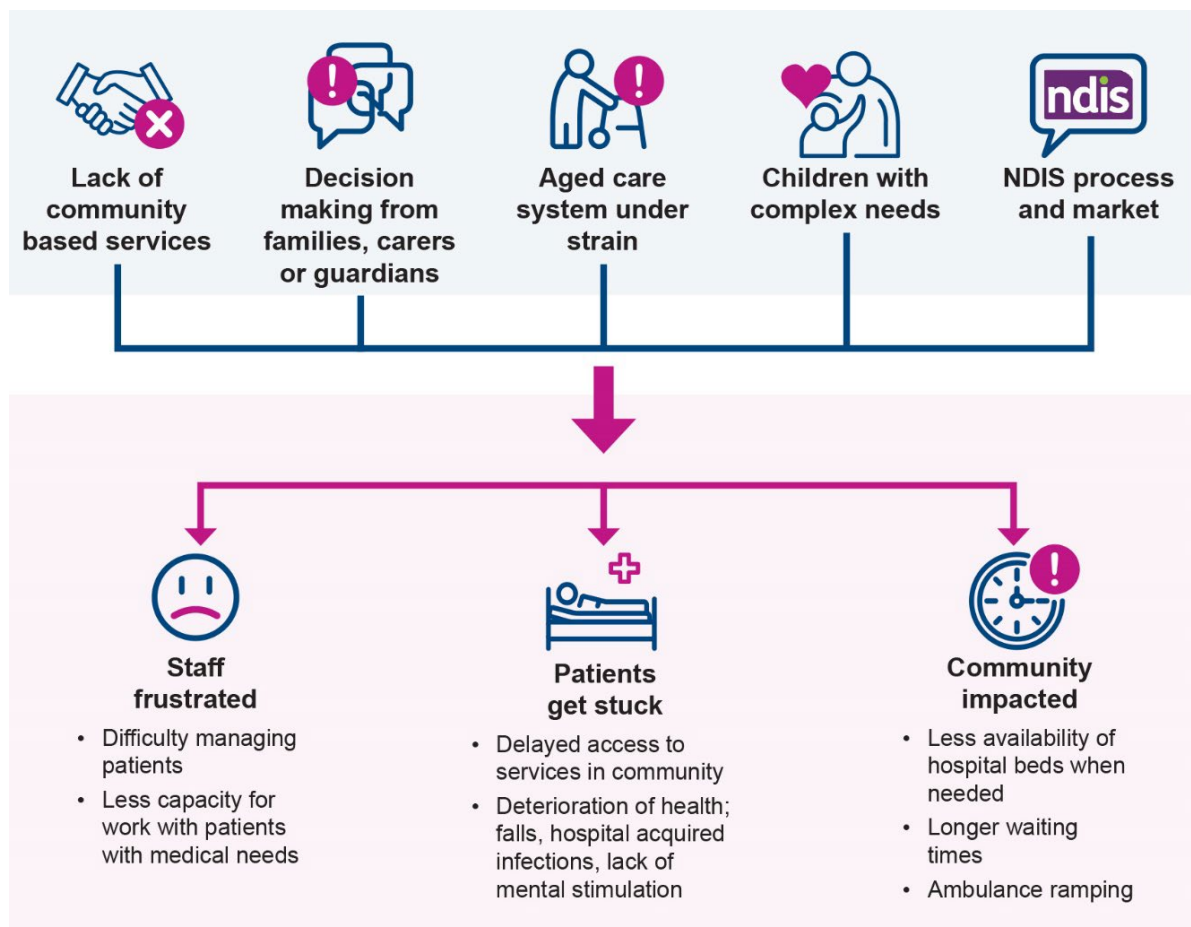 ndis
Lack of
community
based services
Decision
making from
families, carers
or guardians
Aged care
system under
strain
Children with
complex needs
NDIS process
and market
Staff
frustrated
• Difficulty managing
patients
• Less capacity for
work with patients
with medical needs
Patients
get stuck
• Delayed access to
services in community
• Deterioration of health;
falls, hospital acquired
infections, lack of
mental stimulation
Community
impacted
• Less availability of
hospital beds when
needed
• Longer waiting
times
• Ambulance ramping